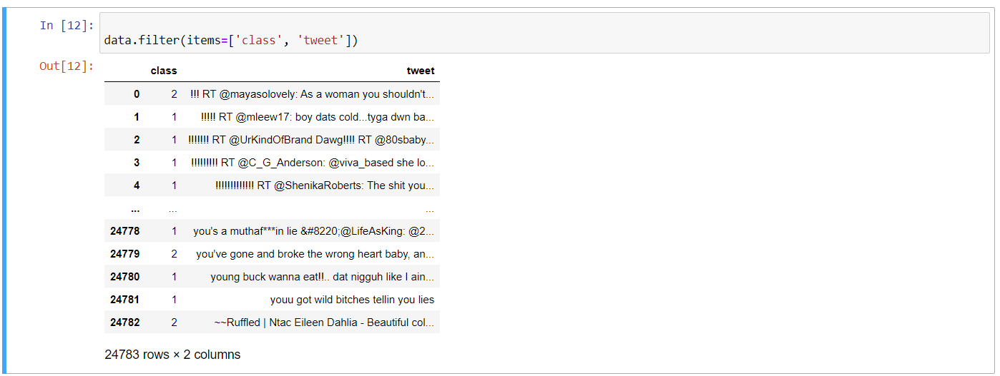 In [12]:
data.filter(items=['class', 'tweet'])
Out[12]:
class tweet
0 2 !!! RT @mayasolovely: As a woman you shouldn't...
1 1 !!!!! RT @mleew17: boy dats cold...tyga dwn ba...
2 1 !!!!!!! RT @UrKindOfBrand Dawg!!!! RT @80sbaby...
3 1 !!!!!!!!! RT @C_G_Anderson: @viva_based she lo...
4 1 !!!!!!!!!!!!! RT @ShenikaRoberts: The shit you...
... ... ...
24778 1 you's a muthaf***in lie &#8220;@LifeAsKing: @2...
24779 2 you've gone and broke the wrong heart baby, an...
24780 1 young buck wanna eat!!.. dat nigguh like I ain...
24781 1 youu got wild bitches tellin you lies
24782 2 ~~Ruffled | Ntac Eileen Dahlia - Beautiful col...
24783 rows × 2 columns